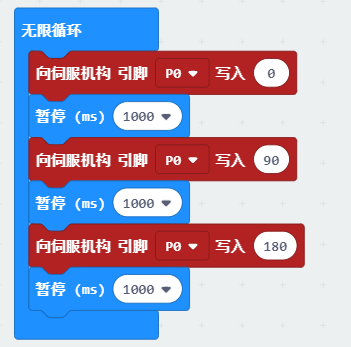 无限循环
向伺服机构 引脚 P0 写入 0
暂停 (ms) 1000
向伺服机构 引脚 P0 写入 90
暂停 (ms) 1000
向伺服机构 引脚 P0 写入 180
暂停 (ms) 1000